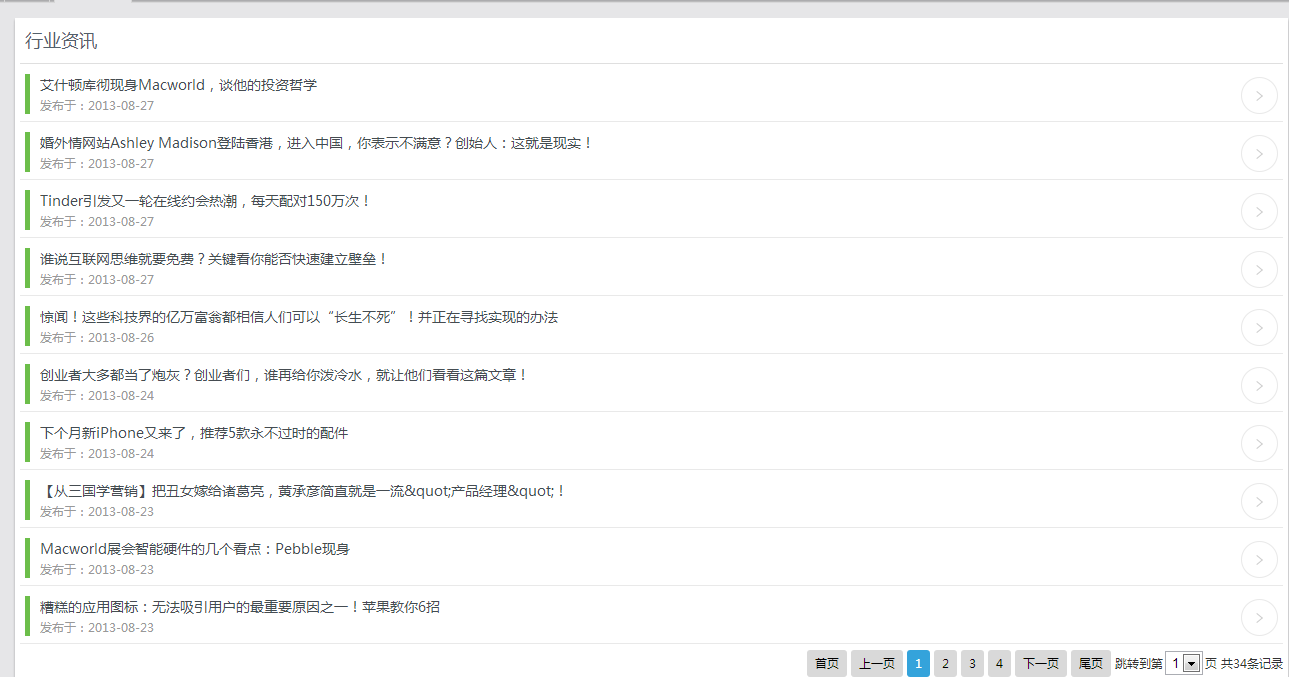 行业资讯
艾什顿库彻现身Macworld，谈他的投资哲学
发布于：2013-08-27
婚外情网站Ashley Madison登陆香港，进入中国，你表示不满意？创始人：这就是现实！
发布于：2013-08-27
Tinder引发又一轮在线约会热潮，每天配对150万次！
发布于：2013-08-27
谁说互联网思维就要免费？关键看你能否快速建立壁垒！
发布于：2013-08-27
惊闻！这些科技界的亿万富翁都相信人们可以“长生不死”！并正在寻找实现的办法
发布于：2013-08-26
创业者大多都当了炮灰？创业者们，谁再给你泼冷水，就让他们看看这篇文章！
发布于：2013-08-24
下个月新iPhone又来了，推荐5款永不过时的配件
发布于：2013-08-24
【从三国学营销】把丑女嫁给诸葛亮，黄承彦简直就是一流&quot;产品经理&quot;！
发布于：2013-08-23
Macworld展会智能硬件的几个看点：Pebble现身
发布于：2013-08-23
糟糕的应用图标：无法吸引用户的最重要原因之一！苹果教你6招
发布于：2013-08-23
首页 上一页 1 2 3 4 下一页 尾页 跳转到第 1 页 共34条记录